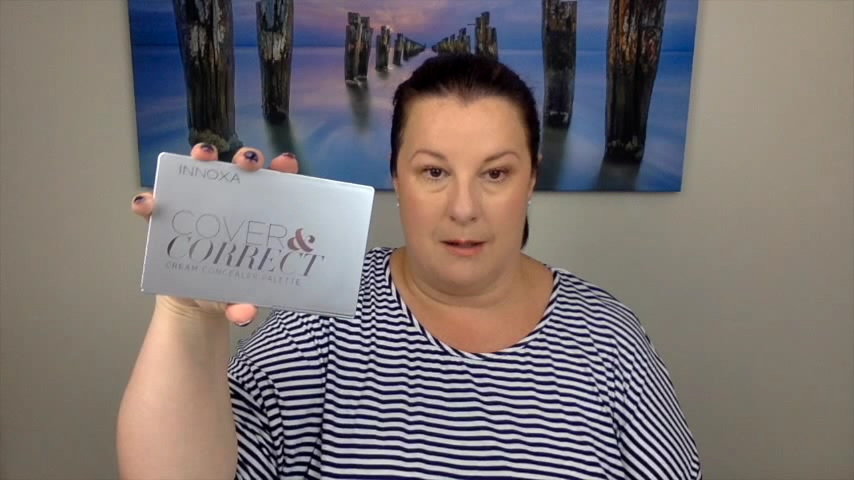 INNOXA
COVER&
CORRECT
CREAM CONCEALER PALETTE